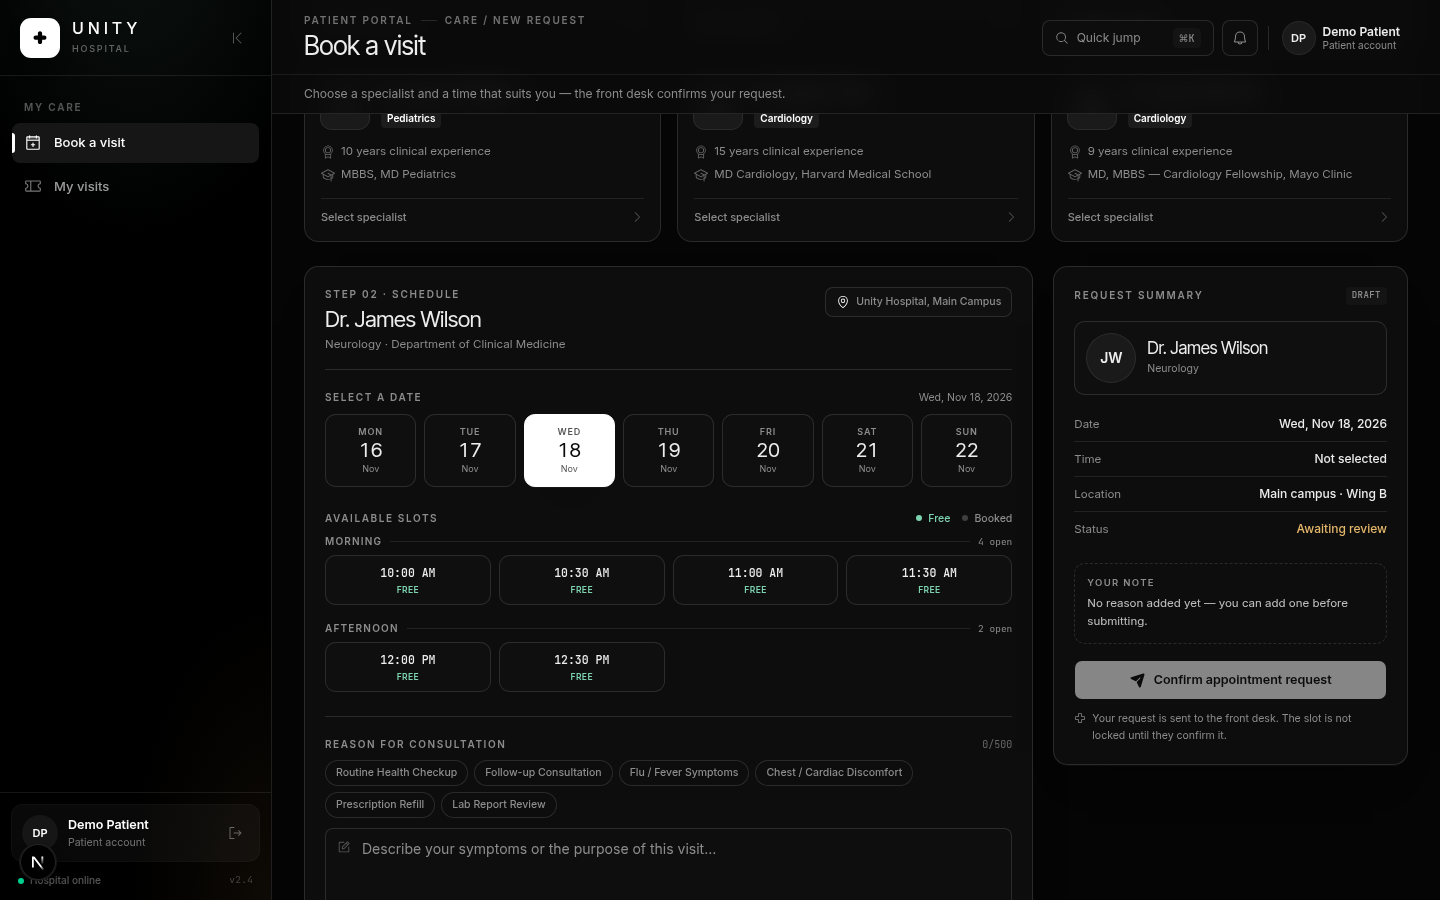 UNITY
HOSPITAL
MY CARE
Book a visit
My visits
Demo Patient
DP
Patient account
N
Hospital online
v2.4
PATIENT PORTAL — CARE / NEW REQUEST
Book a visit
Quick jump
⌘K
DP
Demo Patient
Patient account
Choose a specialist and a time that suits you — the front desk confirms your request.
Pediatrics
10 years clinical experience
MBBS, MD Pediatrics
Select specialist
Cardiology
15 years clinical experience
MD Cardiology, Harvard Medical School
Select specialist
Cardiology
9 years clinical experience
MD, MBBS — Cardiology Fellowship, Mayo Clinic
Select specialist
STEP 02 · SCHEDULE
Dr. James Wilson
Neurology · Department of Clinical Medicine
Unity Hospital, Main Campus
SELECT A DATE
Wed, Nov 18, 2026
MON
16
Nov
TUE
17
Nov
WED
18
Nov
THU
19
Nov
FRI
20
Nov
SAT
21
Nov
SUN
22
Nov
AVAILABLE SLOTS
Free
Booked
MORNING
4 open
10:00 AM
FREE
10:30 AM
FREE
11:00 AM
FREE
11:30 AM
FREE
AFTERNOON
2 open
12:00 PM
FREE
12:30 PM
FREE
REASON FOR CONSULTATION
0/500
Routine Health Checkup
Follow-up Consultation
Flu / Fever Symptoms
Chest / Cardiac Discomfort
Prescription Refill
Lab Report Review
Describe your symptoms or the purpose of this visit...
REQUEST SUMMARY
DRAFT
JW
Dr. James Wilson
Neurology
Date
Wed, Nov 18, 2026
Time
Not selected
Location
Main campus · Wing B
Status
Awaiting review
YOUR NOTE
No reason added yet — you can add one before
submitting.
Confirm appointment request
Your request is sent to the front desk. The slot is not
locked until they confirm it.